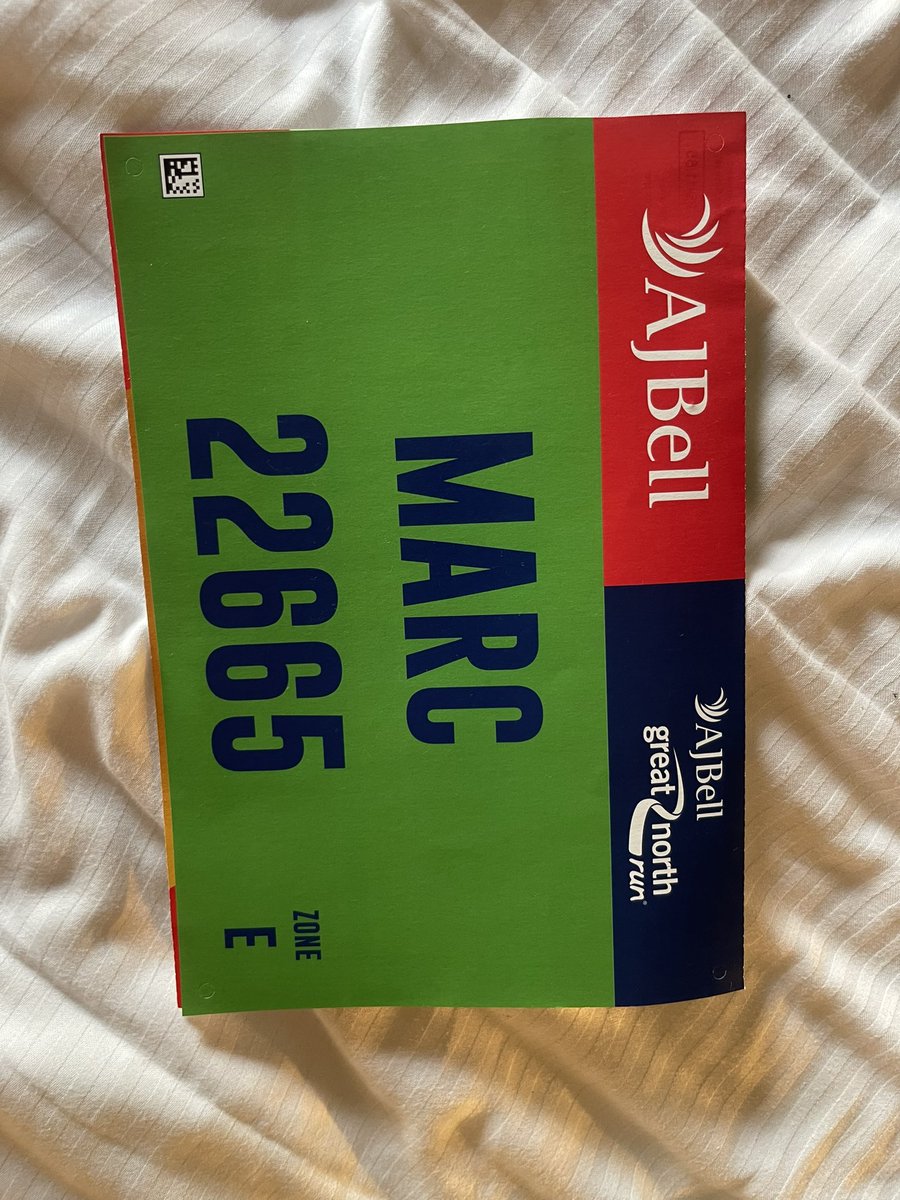 AJBell
AJBell
great north run
MARC
22665
ZONE
E